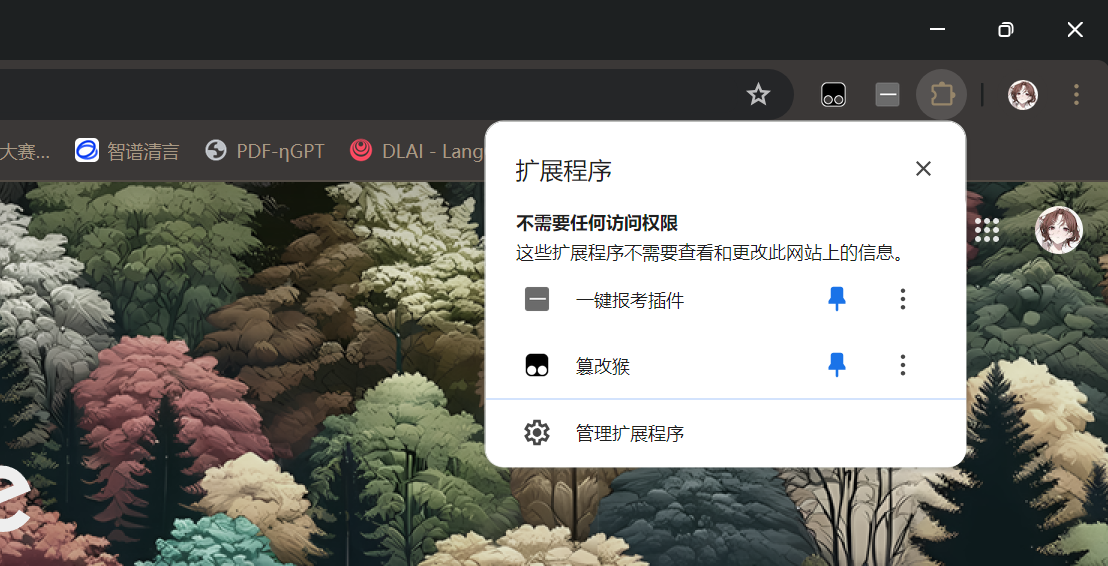 大赛... 智谱清言 PDF-ηGPT DLAI - Lang
扩展程序
不需要任何访问权限
这些扩展程序不需要查看和更改此网站上的信息。
一键报考插件
篡改猴
管理扩展程序
e